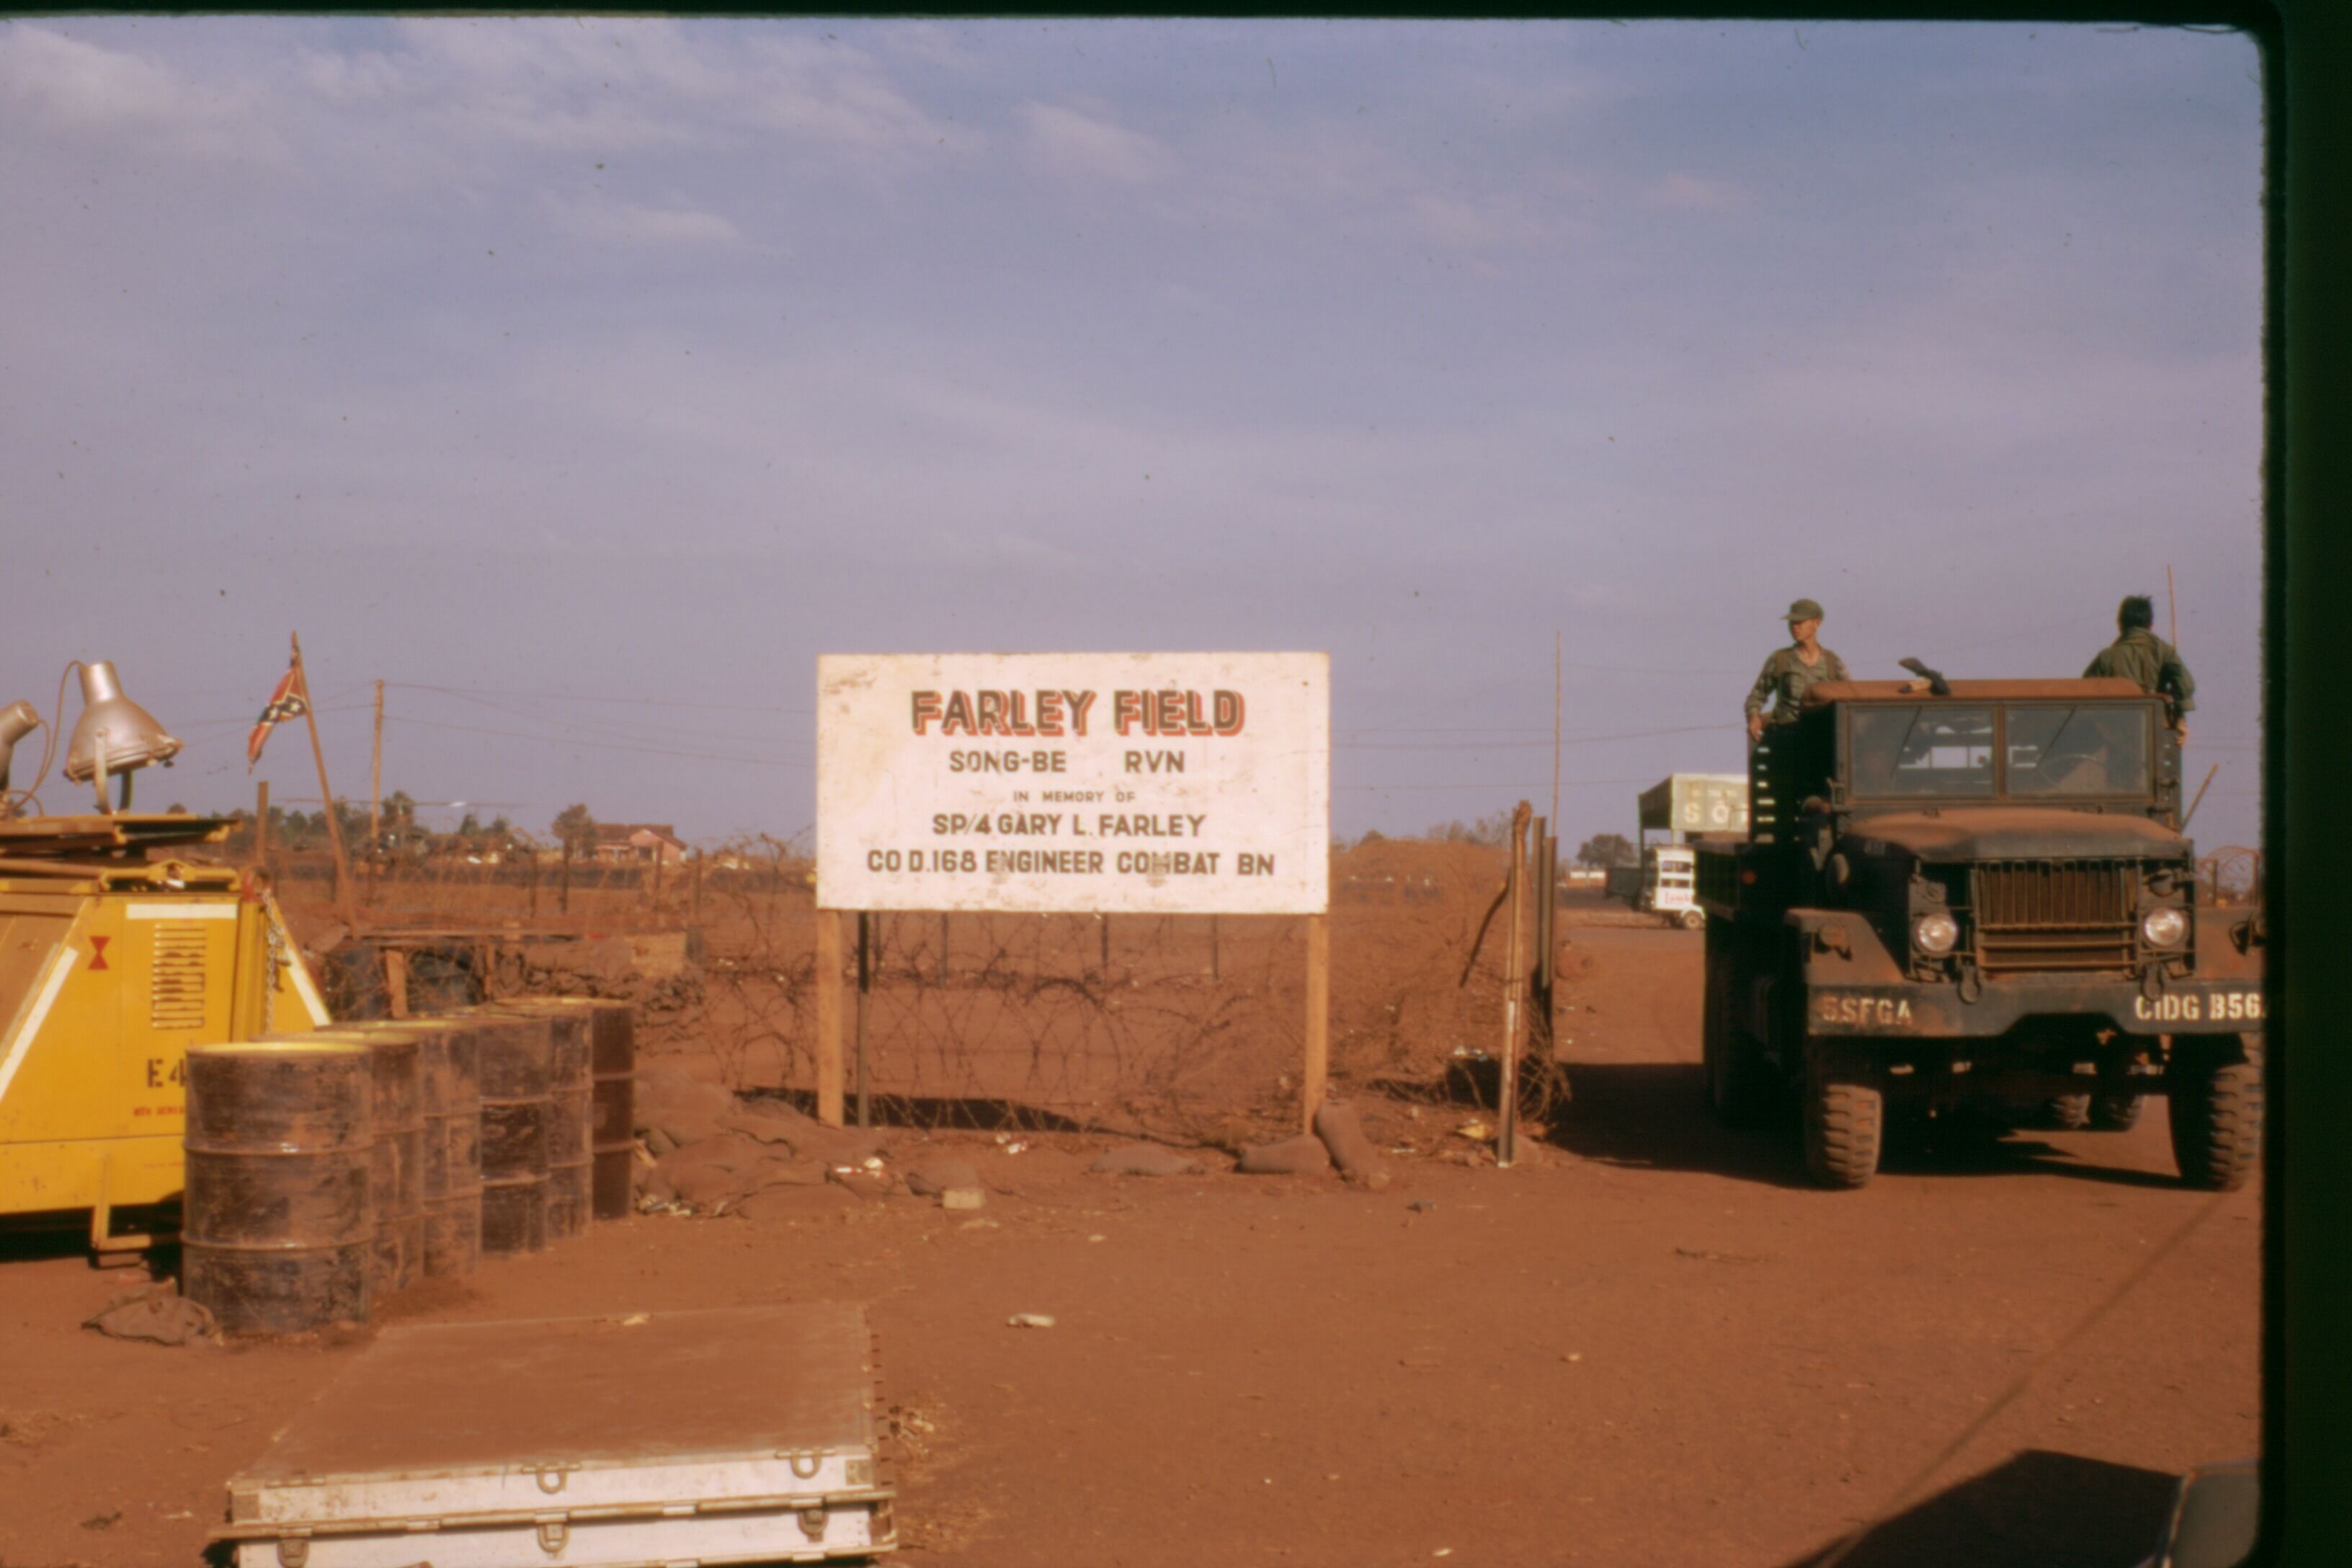 FARLEY FIELD
SONG-BE RVN
IN MEMORY OF
SP/4 GARY L. FARLEY
CO D.168 ENGINEER COMBAT BN
5SFGA
CIDG B56
E4